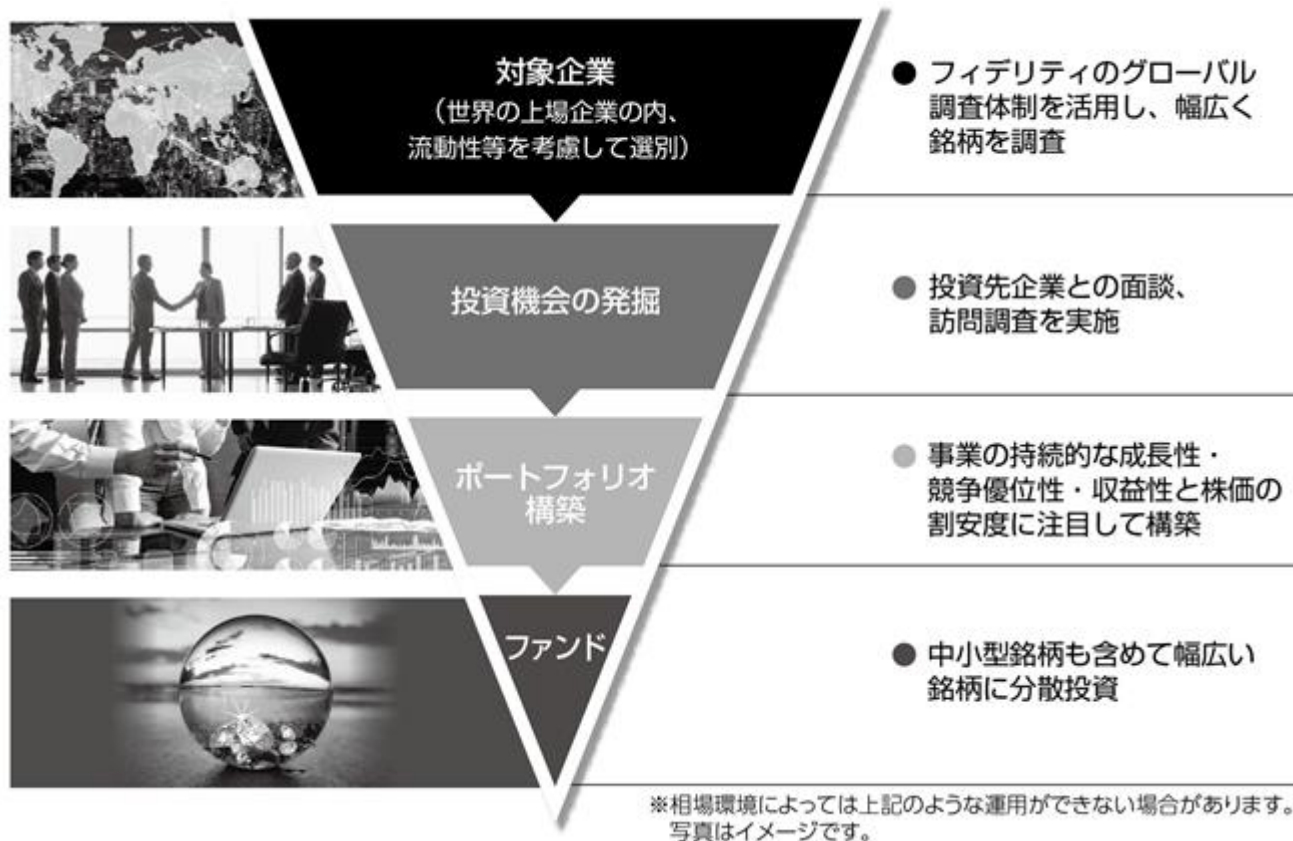 対象企業
（世界の上場企業の内、
流動性等を考慮して選別）
● フィデリティのグローバル
調査体制を活用し、幅広く
銘柄を調査
投資機会の発掘
● 投資先企業との面談、
訪問調査を実施
ポートフォリオ
構築
● 事業の持続的な成長性・
競争優位性・収益性と株価の
割安度に注目して構築
ファンド
● 中小型銘柄も含めて幅広い
銘柄に分散投資
※相場環境によっては上記のような運用ができない場合があります。
写真はイメージです。